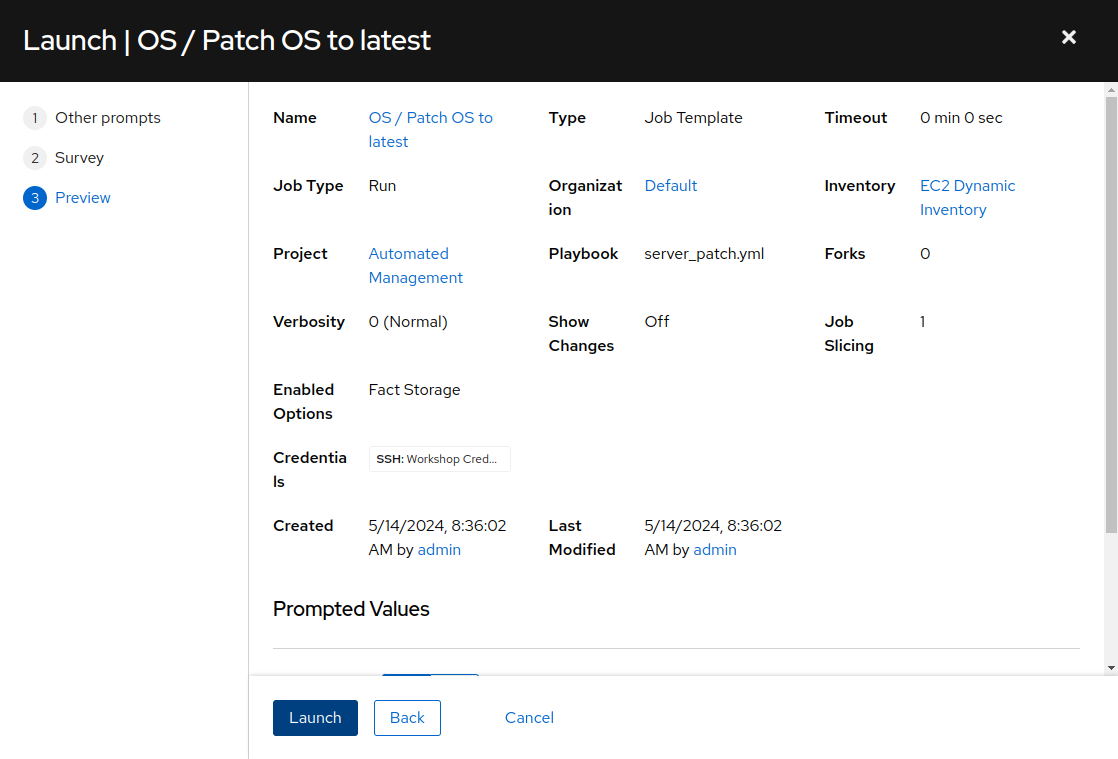 Launch | OS / Patch OS to latest
1 Other prompts
2 Survey
3 Preview
Name
OS / Patch OS to
latest
Type
Job Template
Timeout
0 min 0 sec
Job Type
Run
Organizat
ion
Default
Inventory
EC2 Dynamic
Inventory
Project
Automated
Management
Playbook
server_patch.yml
Forks
0
Verbosity
0 (Normal)
Show
Changes
Off
Job
Slicing
1
Enabled
Options
Fact Storage
Credentia
ls
SSH: Workshop Cred...
Created
5/14/2024, 8:36:02
AM by admin
Last
Modified
5/14/2024, 8:36:02
AM by admin
Prompted Values
Launch
Back
Cancel